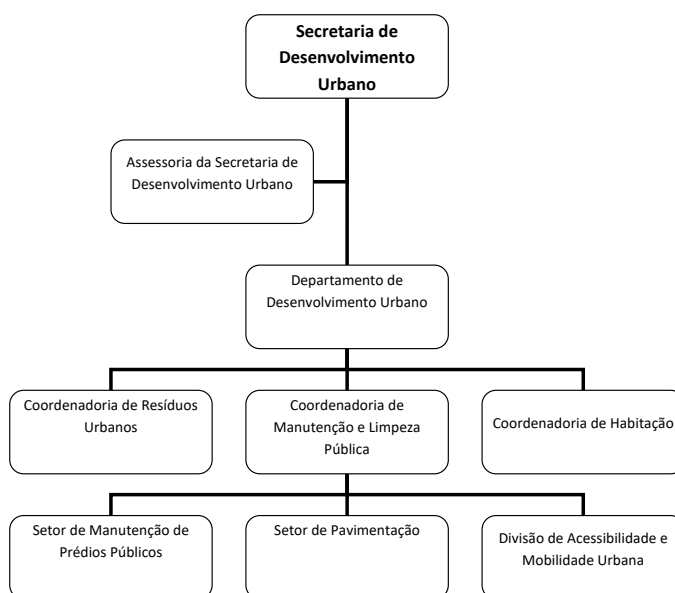 Secretaria de
Desenvolvimento
Urbano
Assessoria da Secretaria de
Desenvolvimento Urbano
Departamento de
Desenvolvimento Urbano
Coordenadoria de Resíduos
Urbanos
Coordenadoria de
Manutenção e Limpeza
Pública
Coordenadoria de Habitação
Setor de Manutenção de
Prédios Públicos
Setor de Pavimentação
Divisão de Acessibilidade e
Mobilidade Urbana